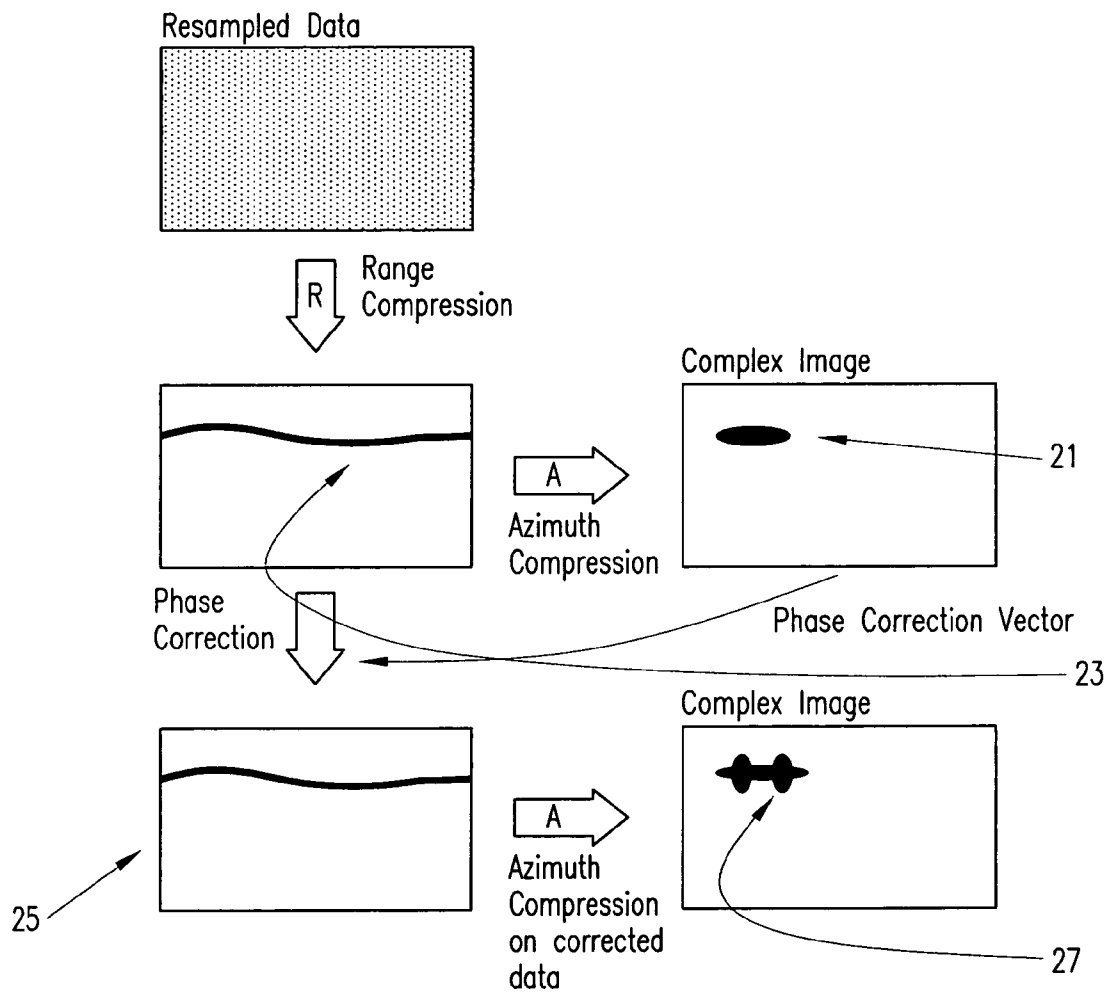 Resampled Data
R
Range
Compression
Complex Image
21
A
Azimuth
Compression
Phase
Correction
Phase Correction Vector
23
Complex Image
A
Azimuth
Compression
on corrected
data
25
27